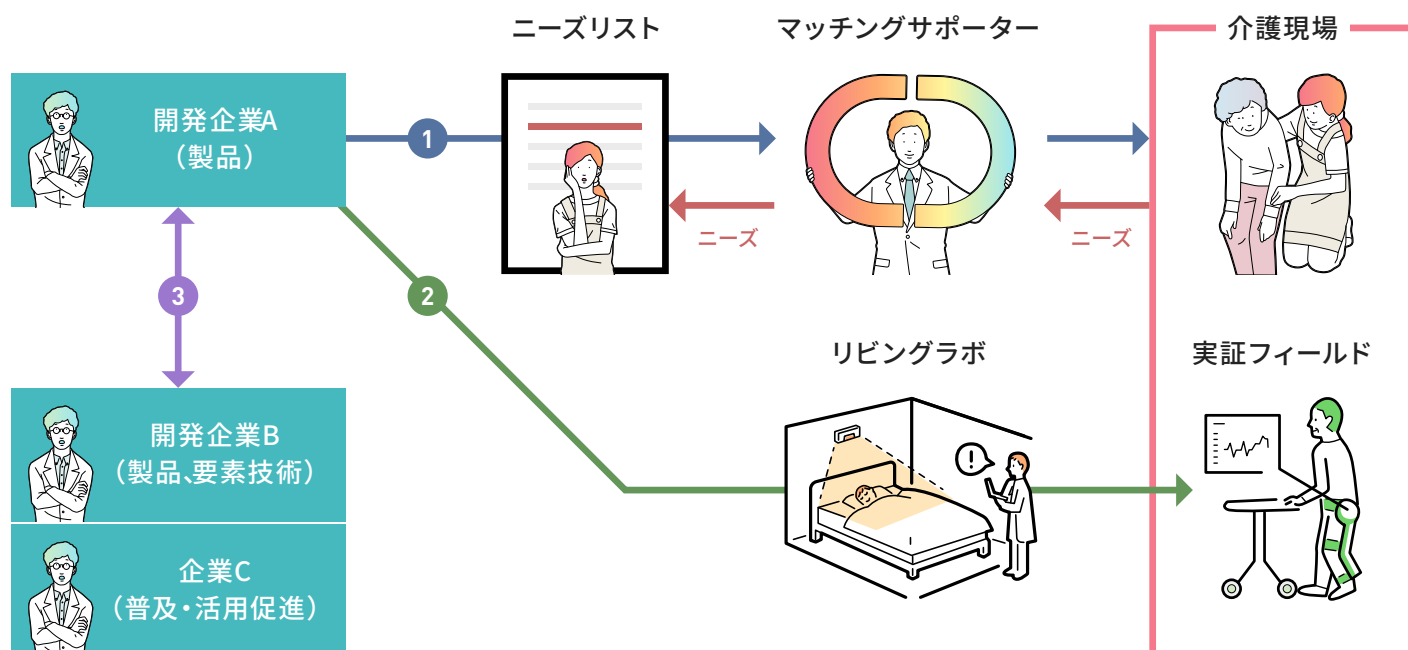 ニーズリスト
マッチングサポーター
介護現場
開発企業A
（製品）
1
ニーズ
ニーズ
2
3
リビングラボ
実証フィールド
開発企業B
（製品、要素技術）
!
企業C
（普及・活用促進）